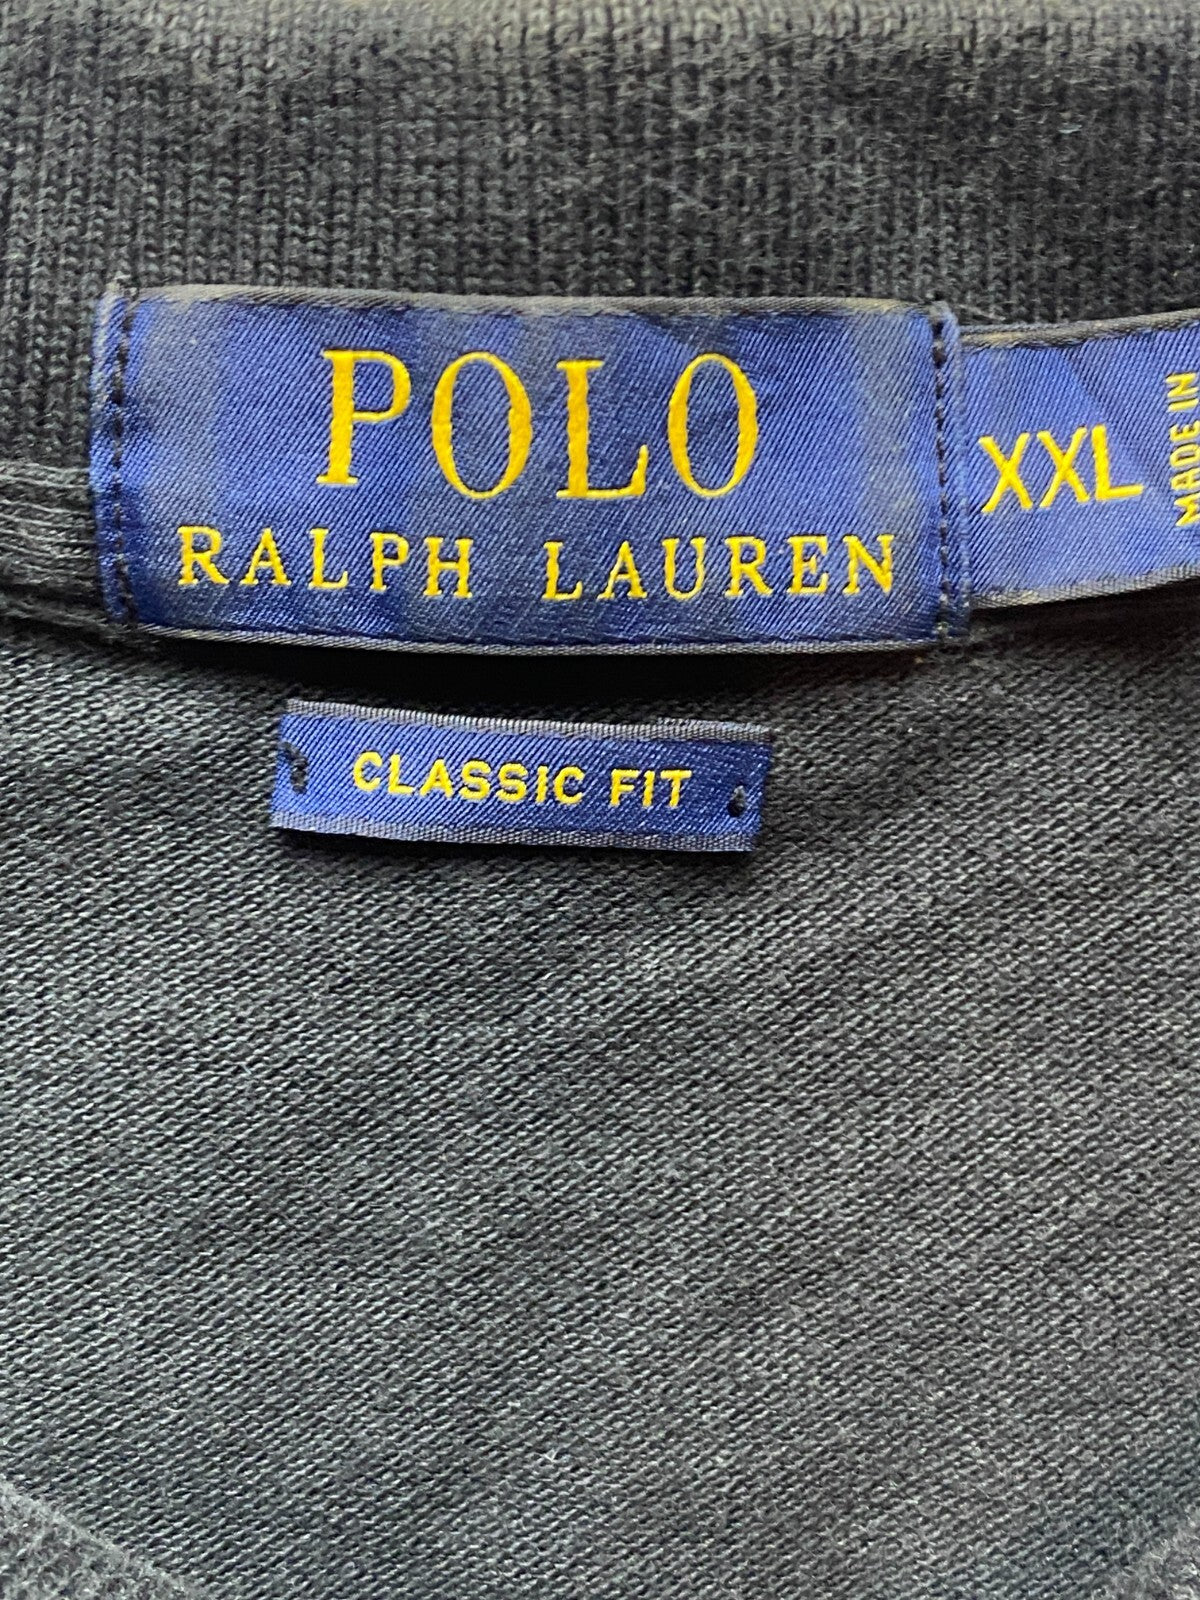 POLO
RALPH LAUREN
XXL
MADE IN
CLASSIC FIT